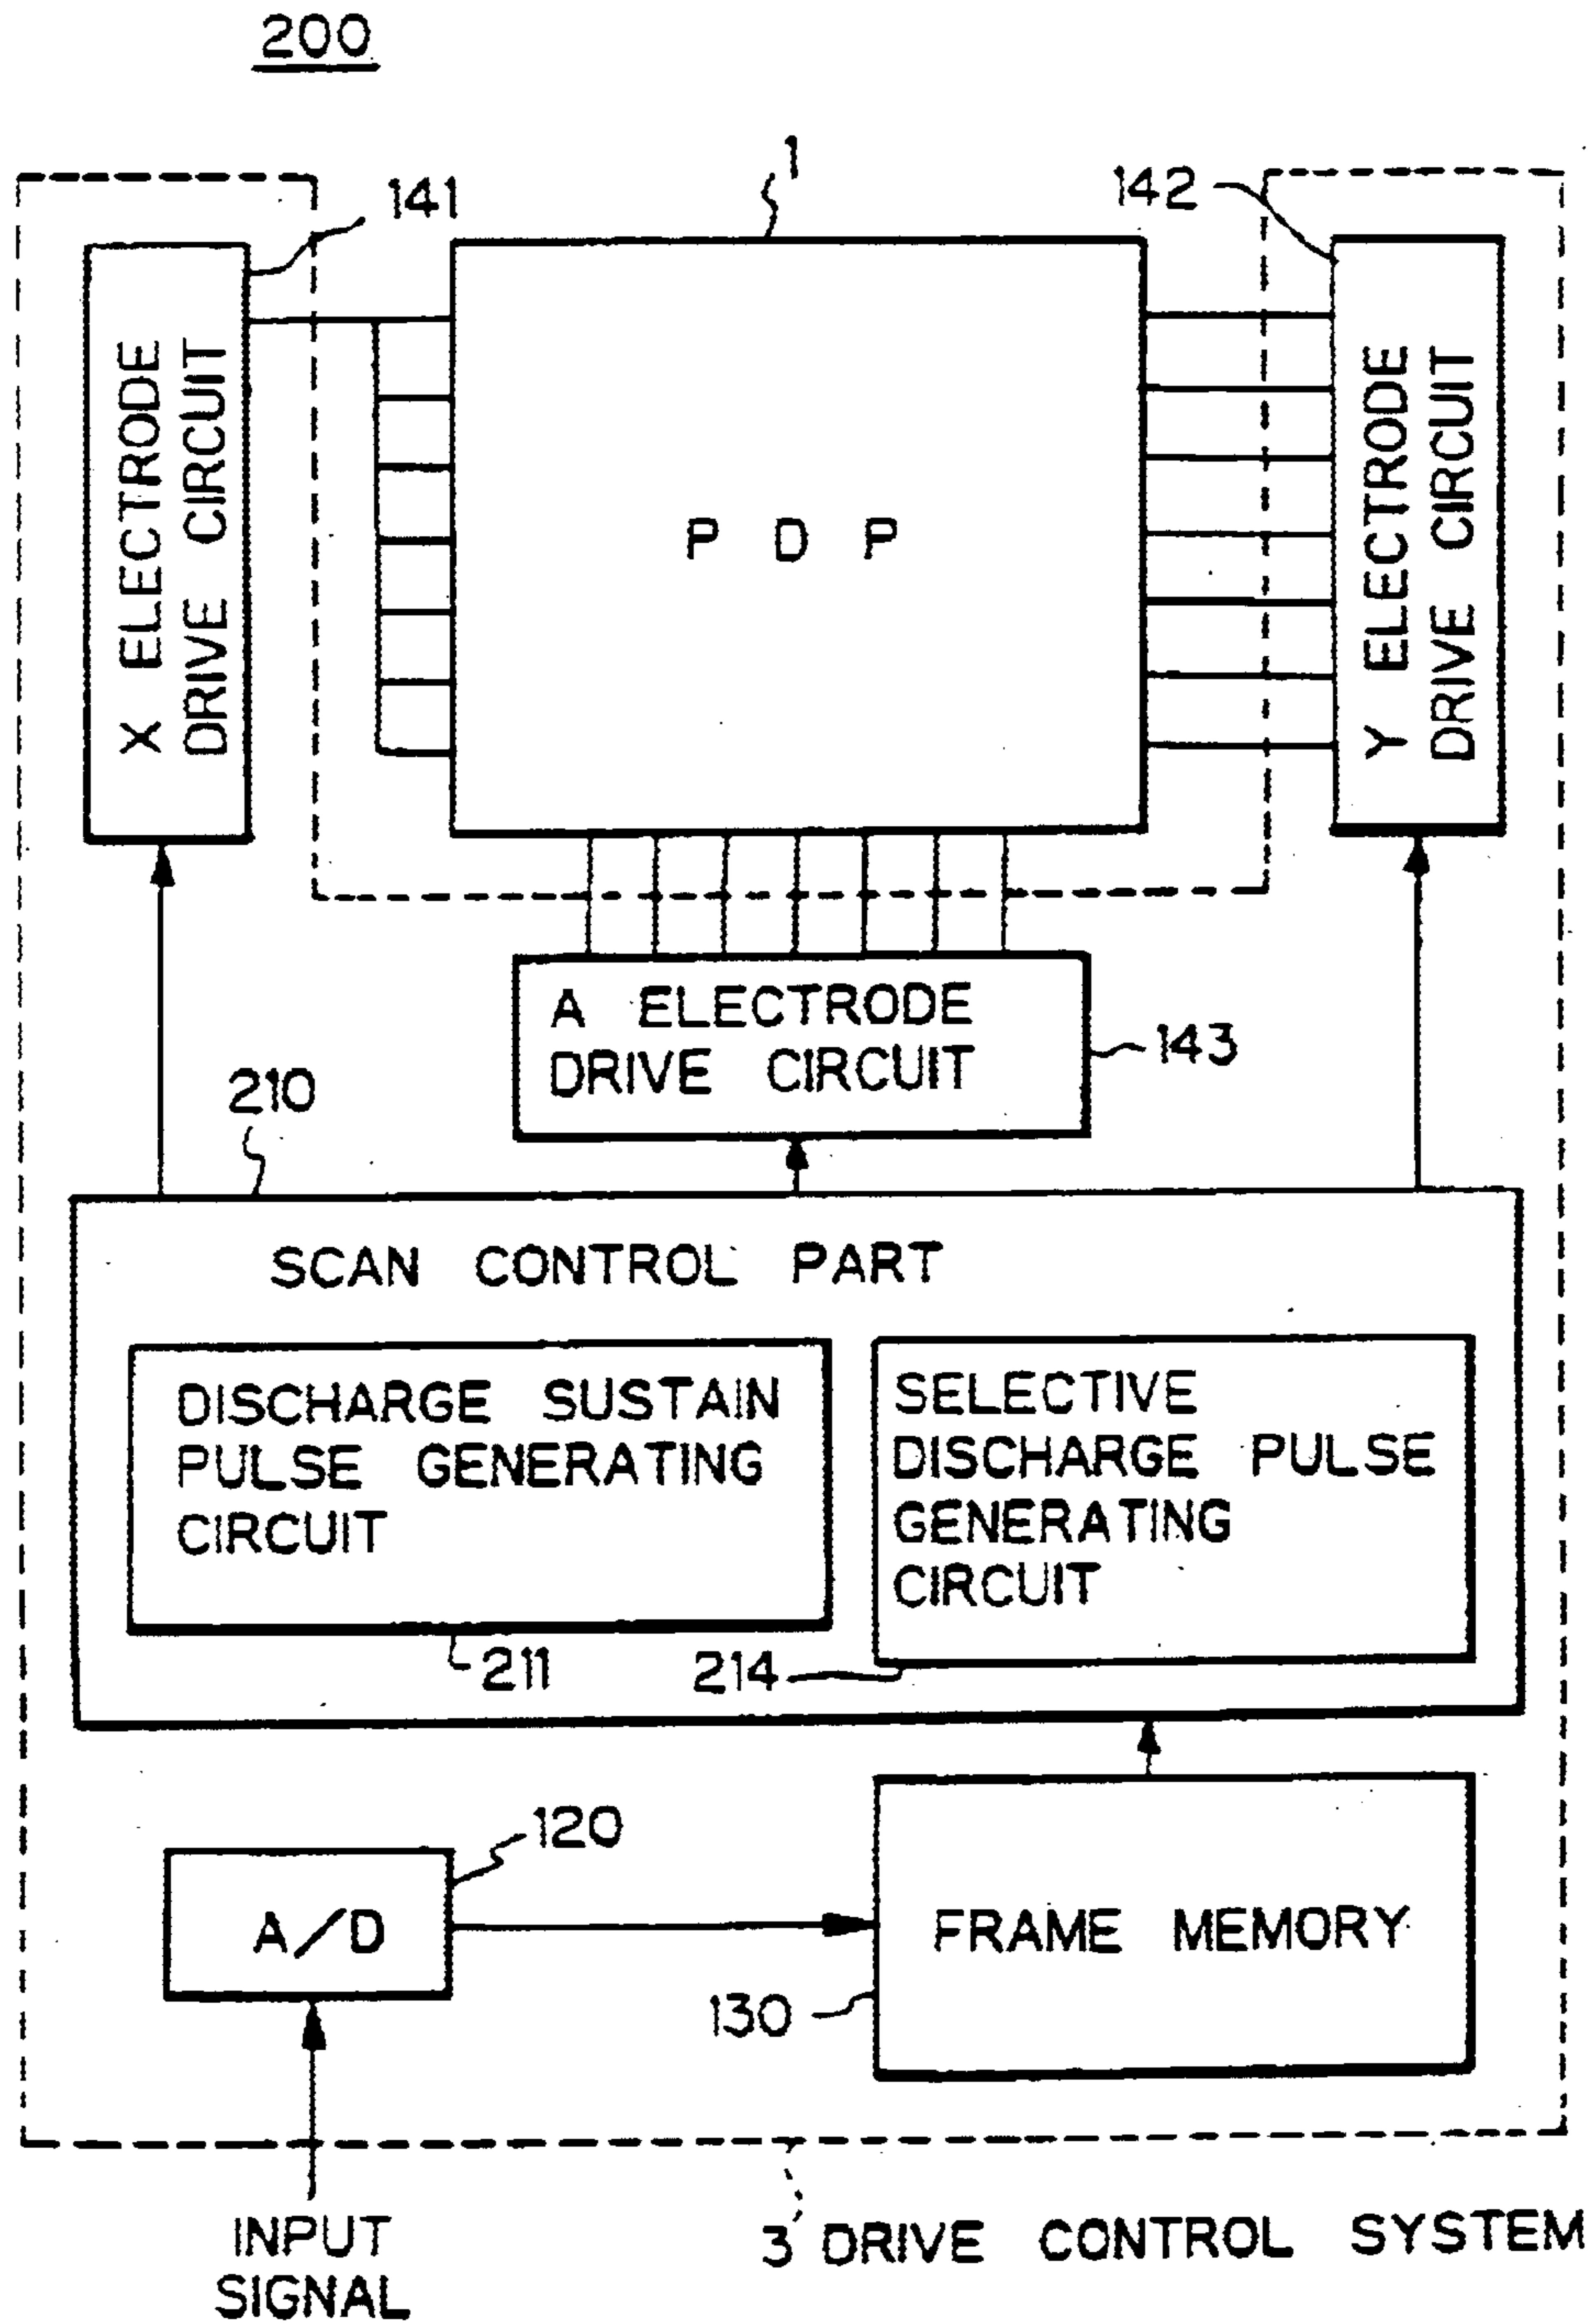 200
1
141
142
X ELECTRODE
DRIVE CIRCUIT
P D P
Y ELECTRODE
DRIVE CIRCUIT
A ELECTRODE
DRIVE CIRCUIT
143
210
SCAN CONTROL PART
DISCHARGE SUSTAIN
PULSE GENERATING
CIRCUIT
211
SELECTIVE
DISCHARGE PULSE
GENERATING
CIRCUIT
214
120
A/D
FRAME MEMORY
130
INPUT
SIGNAL
3 DRIVE CONTROL SYSTEM